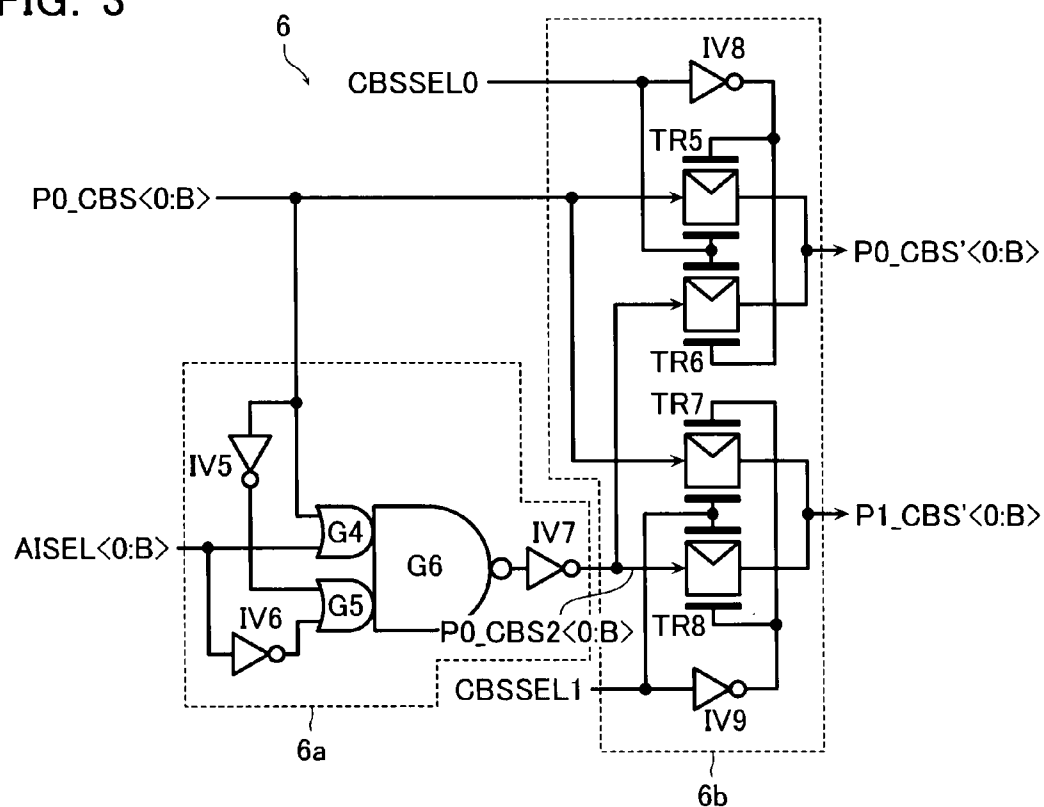 FIG. 3
6
IV8
CBSSEL0
TR5
P0_CBS<0:B>
P0_CBS'<0:B>
TR6
TR7
IV5
P1_CBS'<0:B>
AISEL<0:B>
G4
IV7
G6
G5
IV6
P0_CBS2<0:B>
TR8
CBSSEL1
IV9
6a
6b